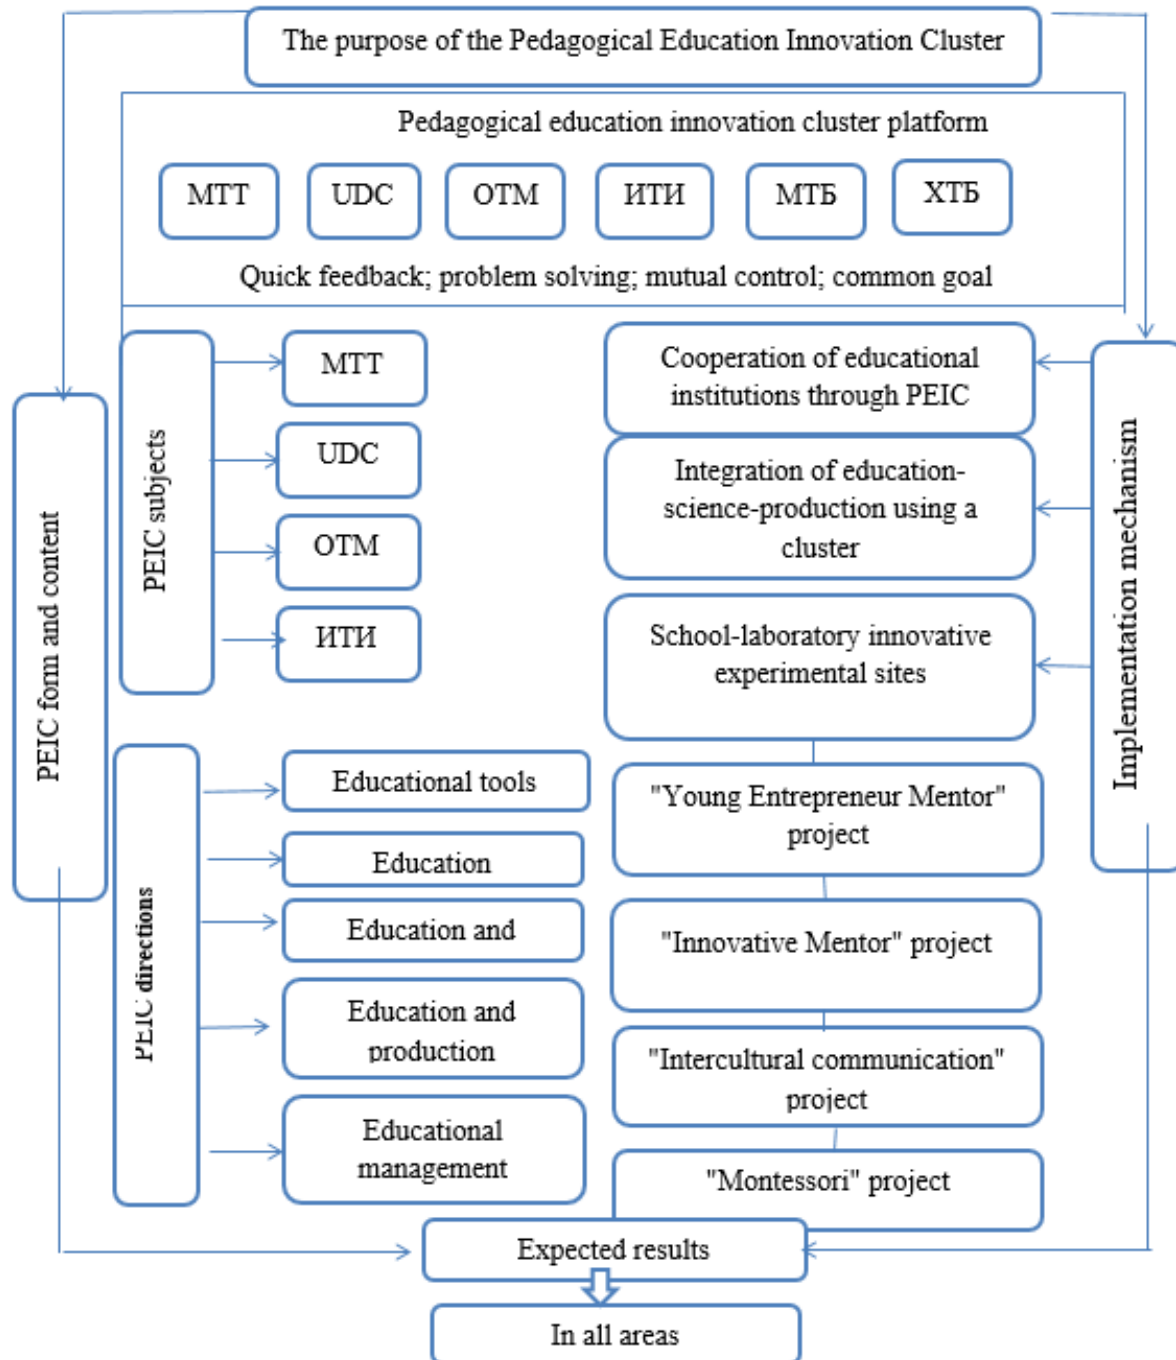 The purpose of the Pedagogical Education Innovation Cluster
Pedagogical education innovation cluster platform
МТТ
UDC
ОТМ
ИТИ
МТБ
ХТБ
Quick feedback; problem solving; mutual control; common goal
PEIC form and content
PEIC subjects
МТТ
UDC
ОТМ
ИТИ
PEIC directions
Educational tools
Education
Education and
Education and
production
Educational
management
Cooperation of educational
institutions through PEIC
Integration of education-
science-production using a
cluster
School-laboratory innovative
experimental sites
"Young Entrepreneur Mentor"
project
"Innovative Mentor" project
"Intercultural communication"
project
"Montessori" project
Implementation mechanism
Expected results
In all areas